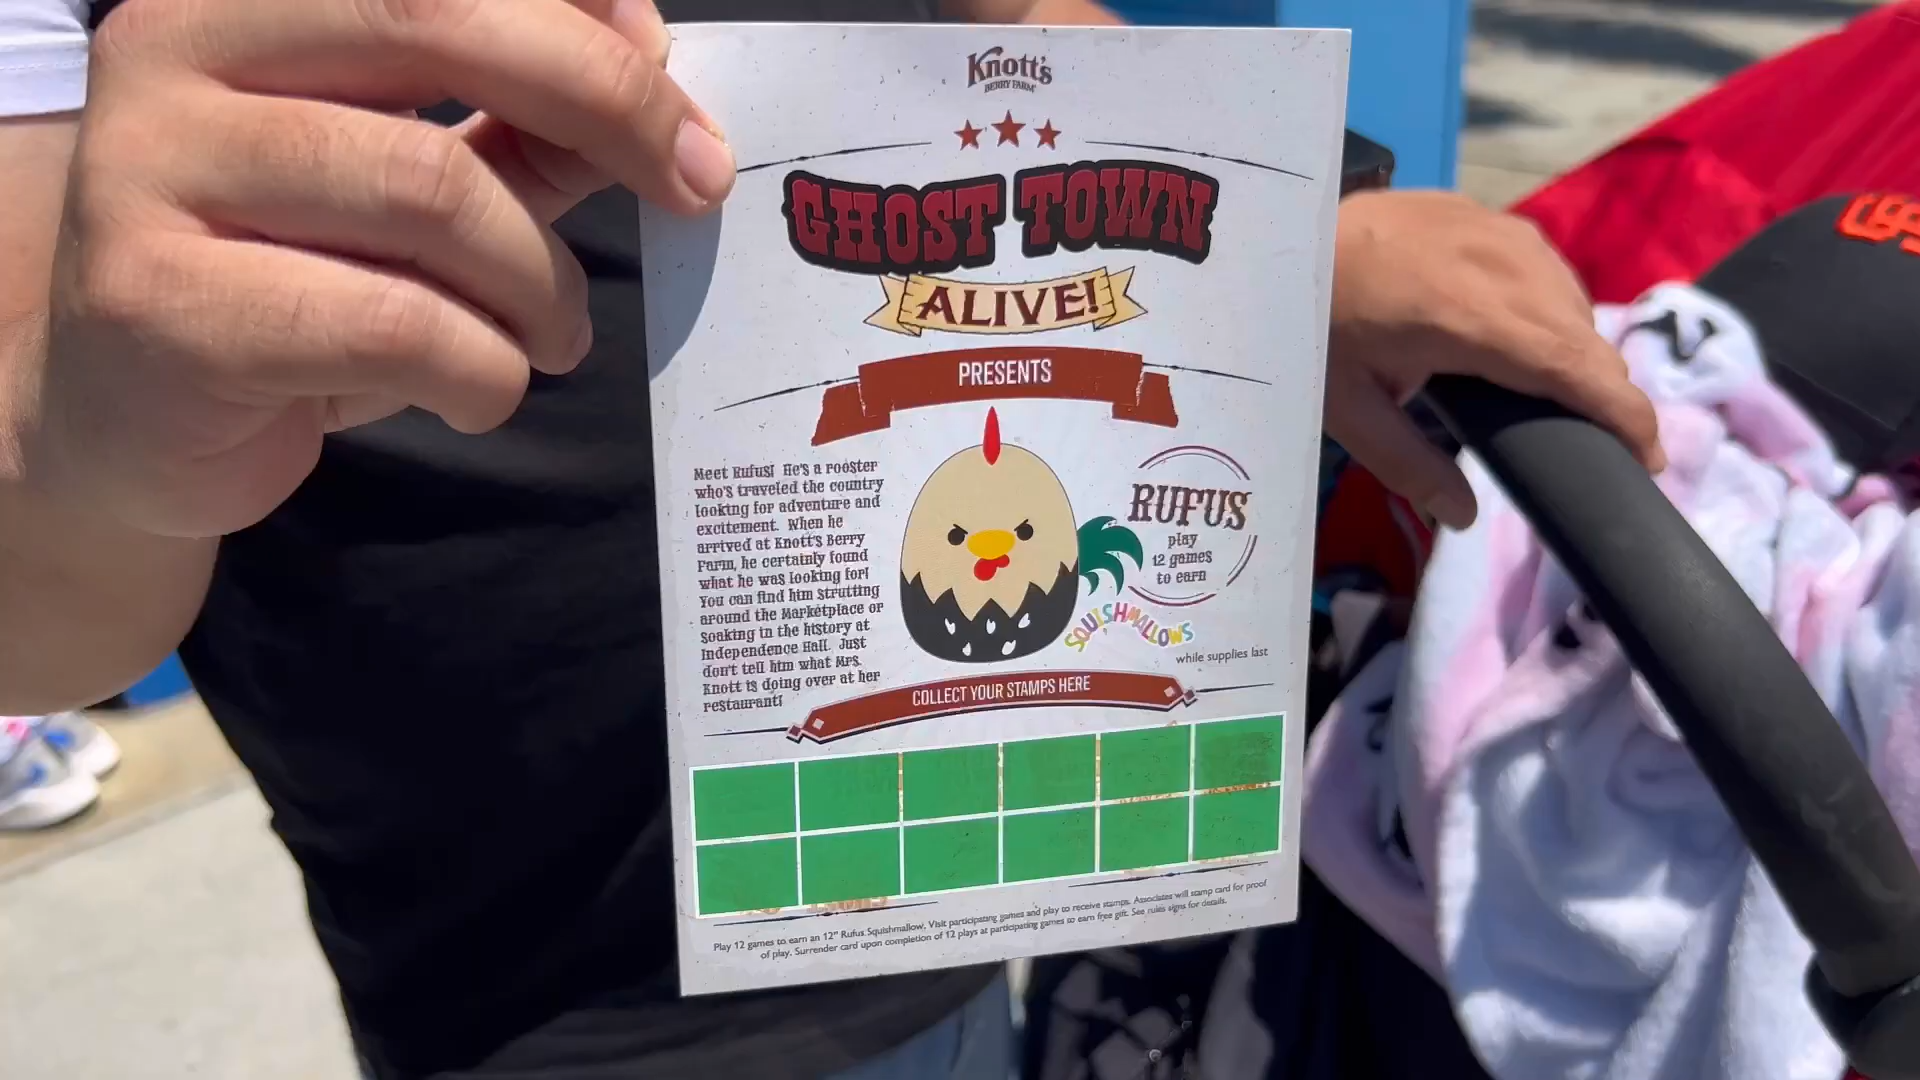 Knott's
BERRY FARM
GHOST TOWN
ALIVE!
PRESENTS
Meet Rufus! He's a rooster
who's traveled the country
looking for adventure and
excitement. When he
arrived at Knott's Berry
Farm, he certainly found
what he was looking for!
You can find him strutting
around the Marketplace or
soaking in the history at
Independence Hall. Just
don't tell him what Mrs.
Knott is doing over at her
restaurant!
RUFUS
play
12 games
to earn
SQUISHMALLOWS
while supplies last
COLLECT YOUR STAMPS HERE
Play 12 games to earn an 12" Rufus Squishmallow, Visit participating games and play to receive stamps. Associates will stamp card for proof
of play. Surrender card upon completion of 12 plays at participating games to earn free gift. See rules signs for details.